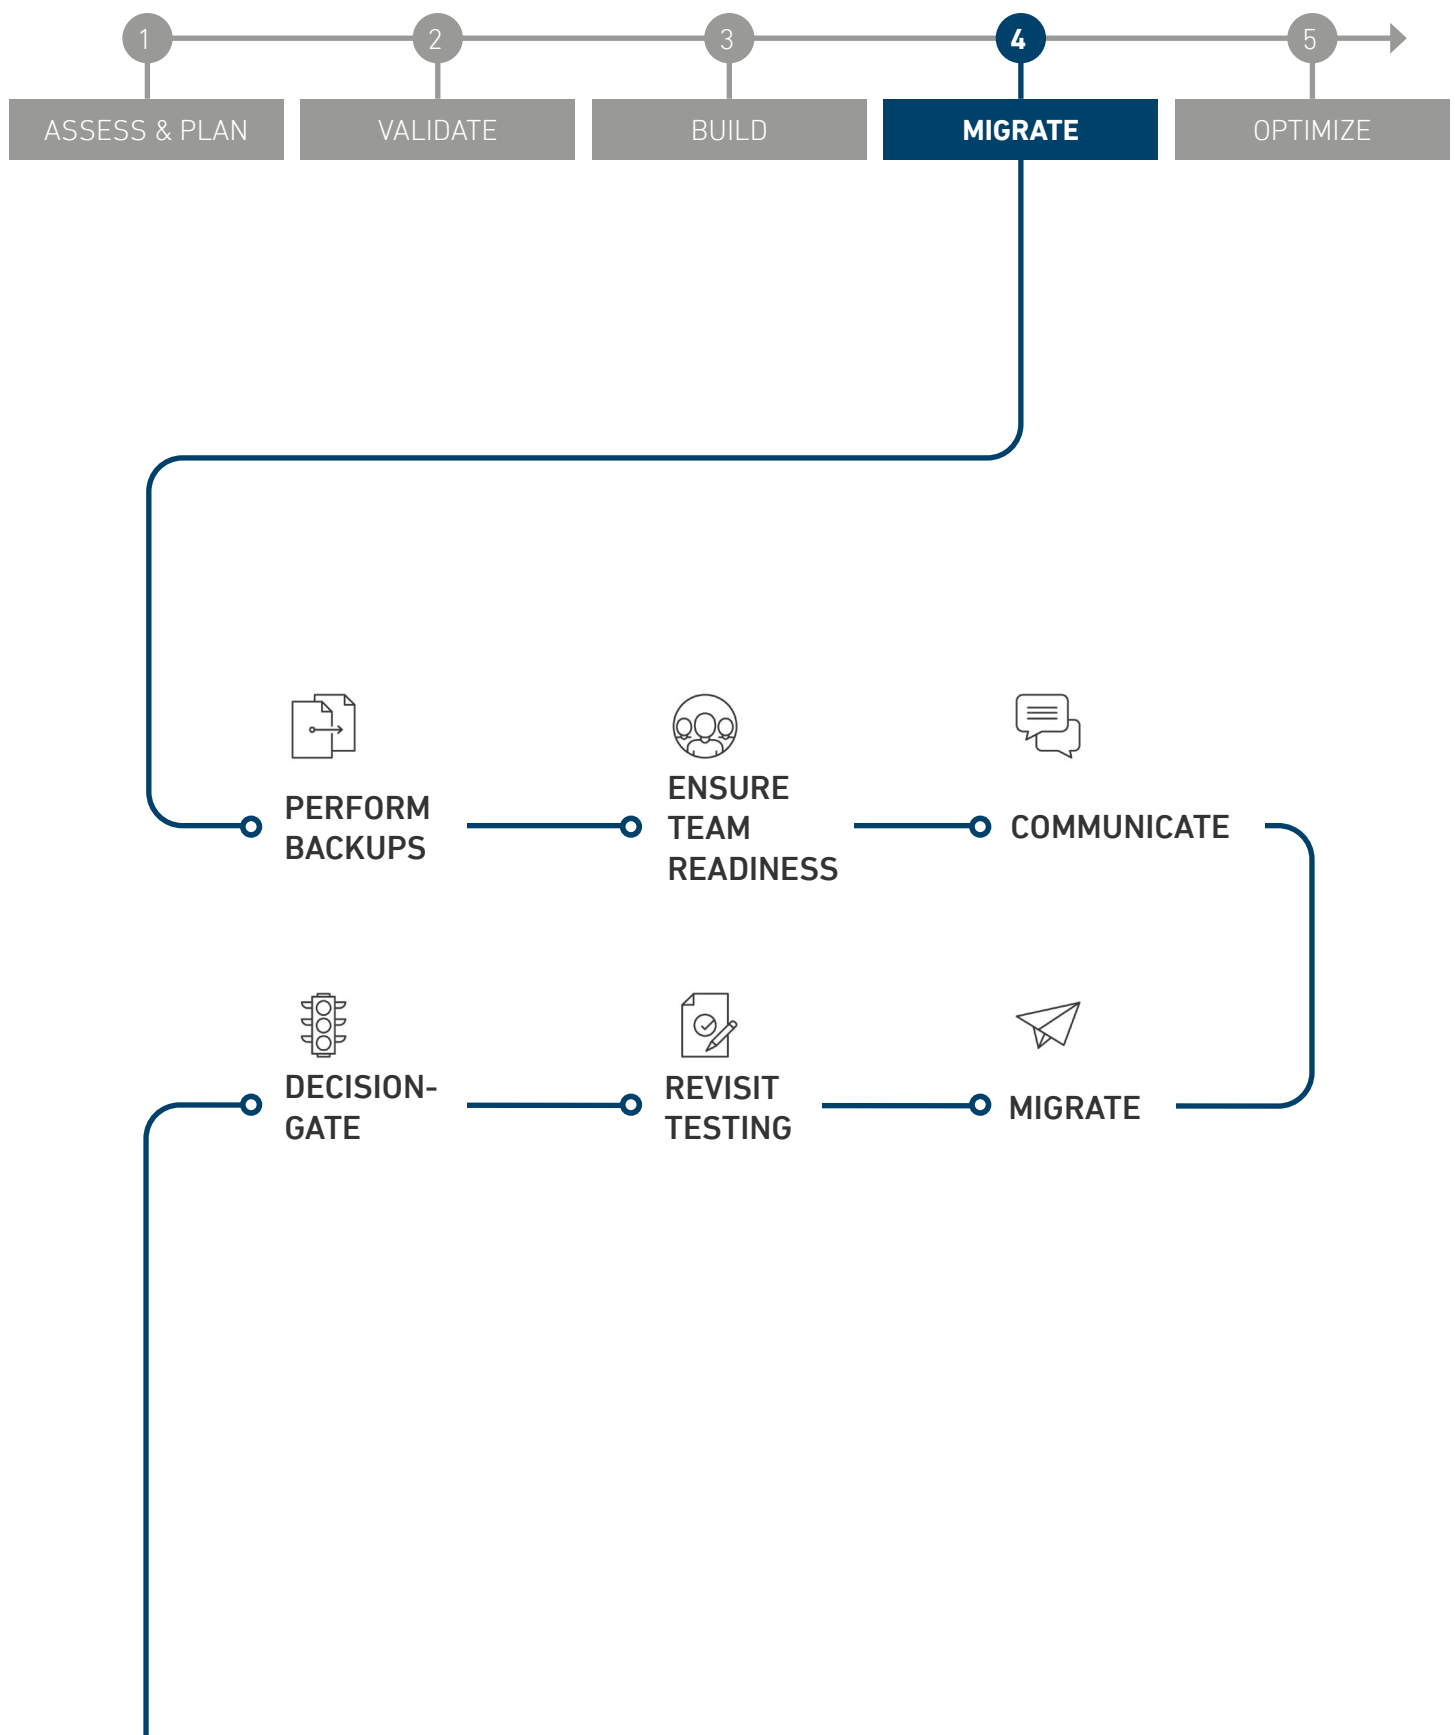 1
2
3
4
5
ASSESS & PLAN
VALIDATE
BUILD
MIGRATE
OPTIMIZE
PERFORM
BACKUPS
ENSURE
TEAM
READINESS
COMMUNICATE
DECISION-
GATE
REVISIT
TESTING
MIGRATE